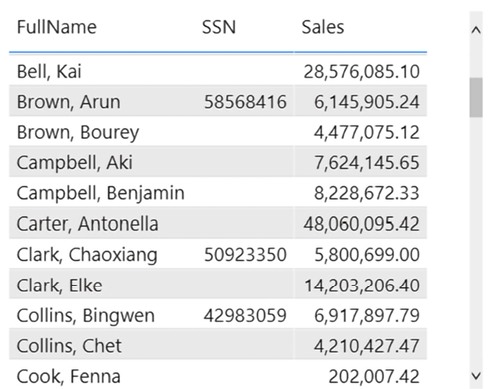 FullName SSN Sales
Bell, Kai 28,576,085.10
Brown, Arun 58568416 6,145,905.24
Brown, Bourey 4,477,075.12
Campbell, Aki 7,624,145.65
Campbell, Benjamin 8,228,672.33
Carter, Antonella 48,060,095.42
Clark, Chaoxiang 50923350 5,800,699.00
Clark, Elke 14,203,206.40
Collins, Bingwen 42983059 6,917,897.79
Collins, Chet 4,210,427.47
Cook, Fenna 202,007.42